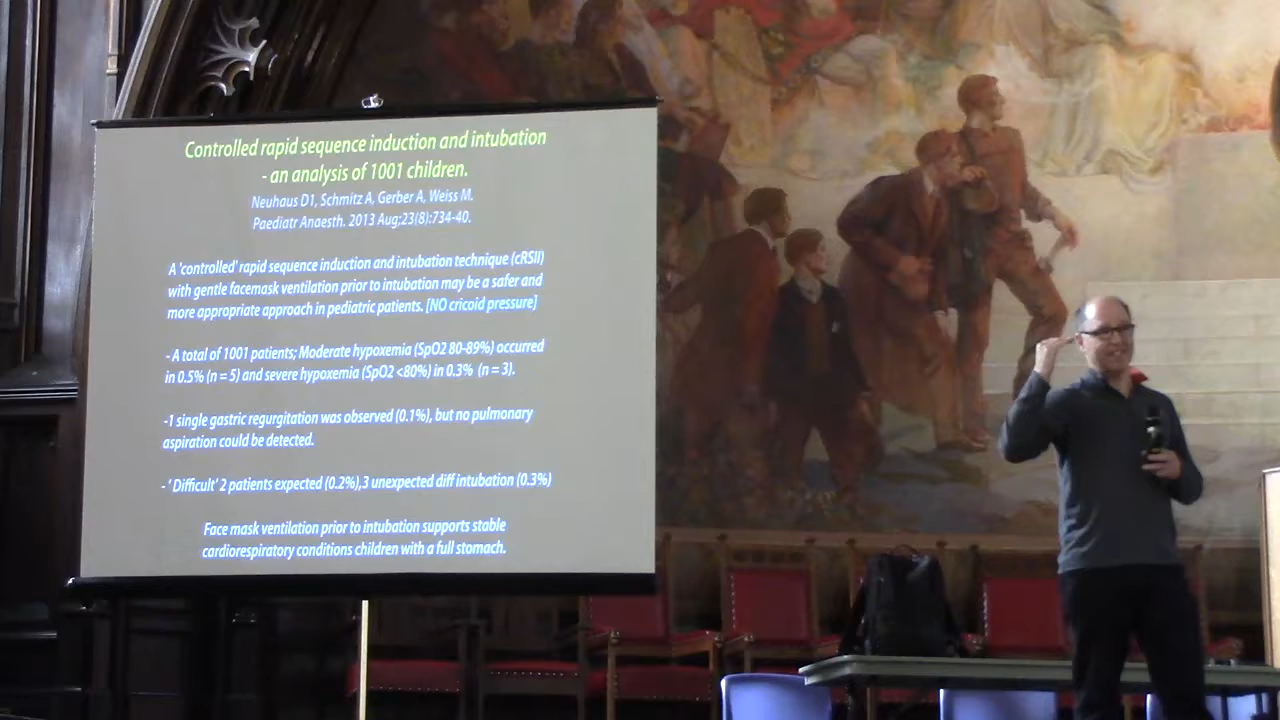 Controlled rapid sequence induction and intubation
- an analysis of 1001 children.
Neuhaus D1, Schmitz A, Gerber A, Weiss M.
Paediatr Anaesth. 2013 Aug;23(8):734-40.
A 'controlled' rapid sequence induction and intubation technique (cRSII)
with gentle facemask ventilation prior to intubation may be a safer and
more appropriate approach in pediatric patients. [NO cricoid pressure]
- A total of 1001 patients; Moderate hypoxemia (SpO2 80-89%) occurred
in 0.5% (n = 5) and severe hypoxemia (SpO2 <80%) in 0.3% (n = 3).
-1 single gastric regurgitation was observed (0.1%), but no pulmonary
aspiration could be detected.
- ' Difficult' 2 patients expected (0.2%),3 unexpected diff intubation (0.3%)
Face mask ventilation prior to intubation supports stable
cardiorespiratory conditions children with a full stomach.